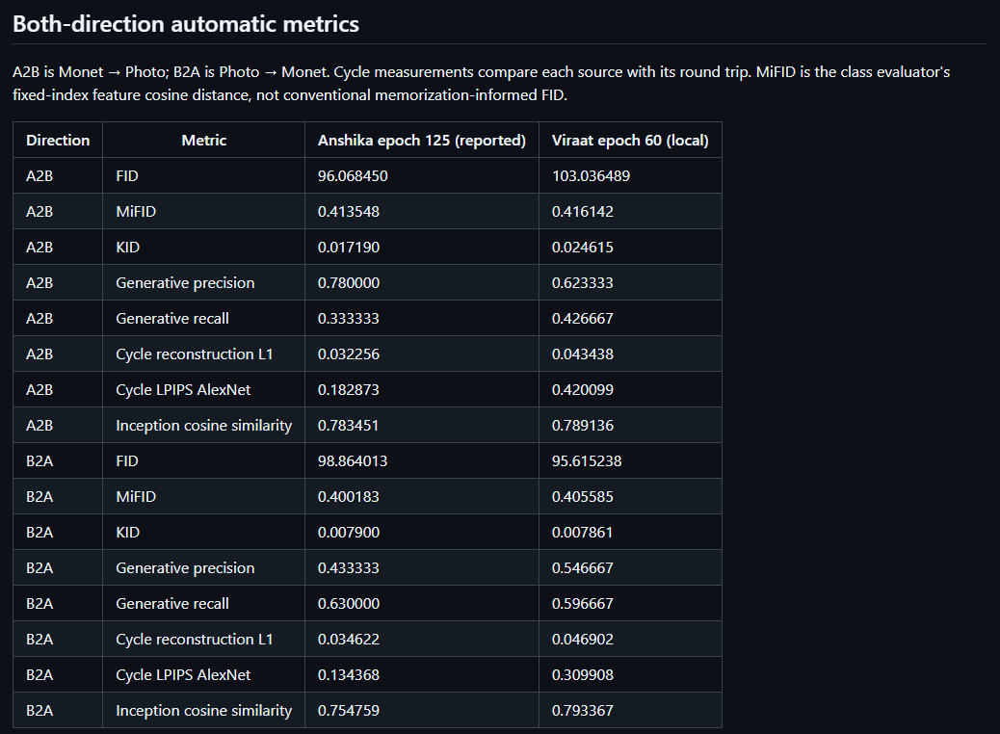 Both-direction automatic metrics
A2B is Monet → Photo; B2A is Photo → Monet. Cycle measurements compare each source with its round trip. MiFID is the class evaluator's
fixed-index feature cosine distance, not conventional memorization-informed FID.
Direction Metric Anshika epoch 125 (reported) Viraat epoch 60 (local)
A2B FID 96.068450 103.036489
A2B MiFID 0.413548 0.416142
A2B KID 0.017190 0.024615
A2B Generative precision 0.780000 0.623333
A2B Generative recall 0.333333 0.426667
A2B Cycle reconstruction L1 0.032256 0.043438
A2B Cycle LPIPS AlexNet 0.182873 0.420099
A2B Inception cosine similarity 0.783451 0.789136
B2A FID 98.864013 95.615238
B2A MiFID 0.400183 0.405585
B2A KID 0.007900 0.007861
B2A Generative precision 0.433333 0.546667
B2A Generative recall 0.630000 0.596667
B2A Cycle reconstruction L1 0.034622 0.046902
B2A Cycle LPIPS AlexNet 0.134368 0.309908
B2A Inception cosine similarity 0.754759 0.793367